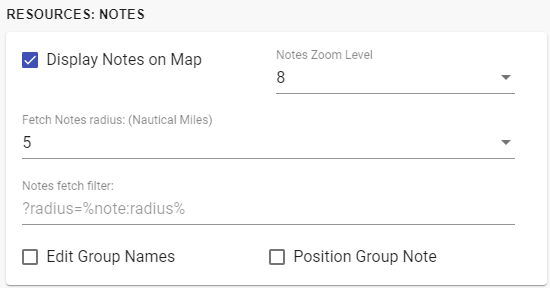 RESOURCES: NOTES
Display Notes on Map
Notes Zoom Level
8
Fetch Notes radius: (Nautical Miles)
5
Notes fetch filter:
?radius=%note:radius%
Edit Group Names
Position Group Note